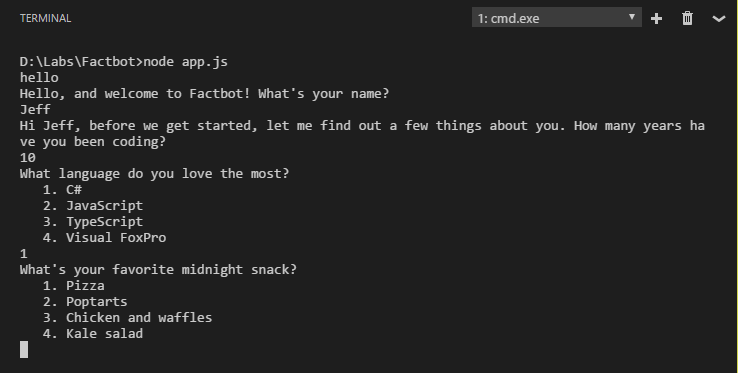 TERMINAL
1: cmd.exe
D:\Labs\Factbot>node app.js
hello
Hello, and welcome to Factbot! What's your name?
Jeff
Hi Jeff, before we get started, let me find out a few things about you. How many years ha
ve you been coding?
10
What language do you love the most?
1. C#
2. JavaScript
3. TypeScript
4. Visual FoxPro
1
What's your favorite midnight snack?
1. Pizza
2. Poptarts
3. Chicken and waffles
4. Kale salad